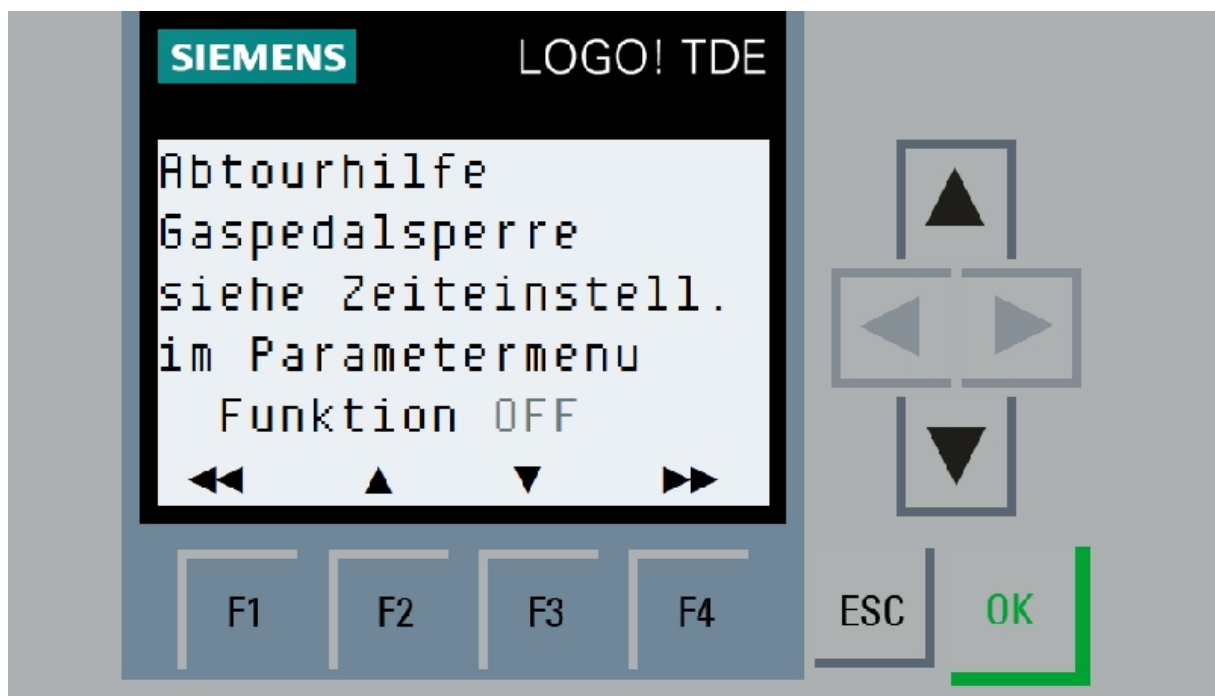 SIEMENS LOGO! TDE
Abtourhilfe
Gaspedalsperre
siehe Zeiteinstell.
im Parametermenu
Funktion OFF
F1 F2 F3 F4 ESC OK